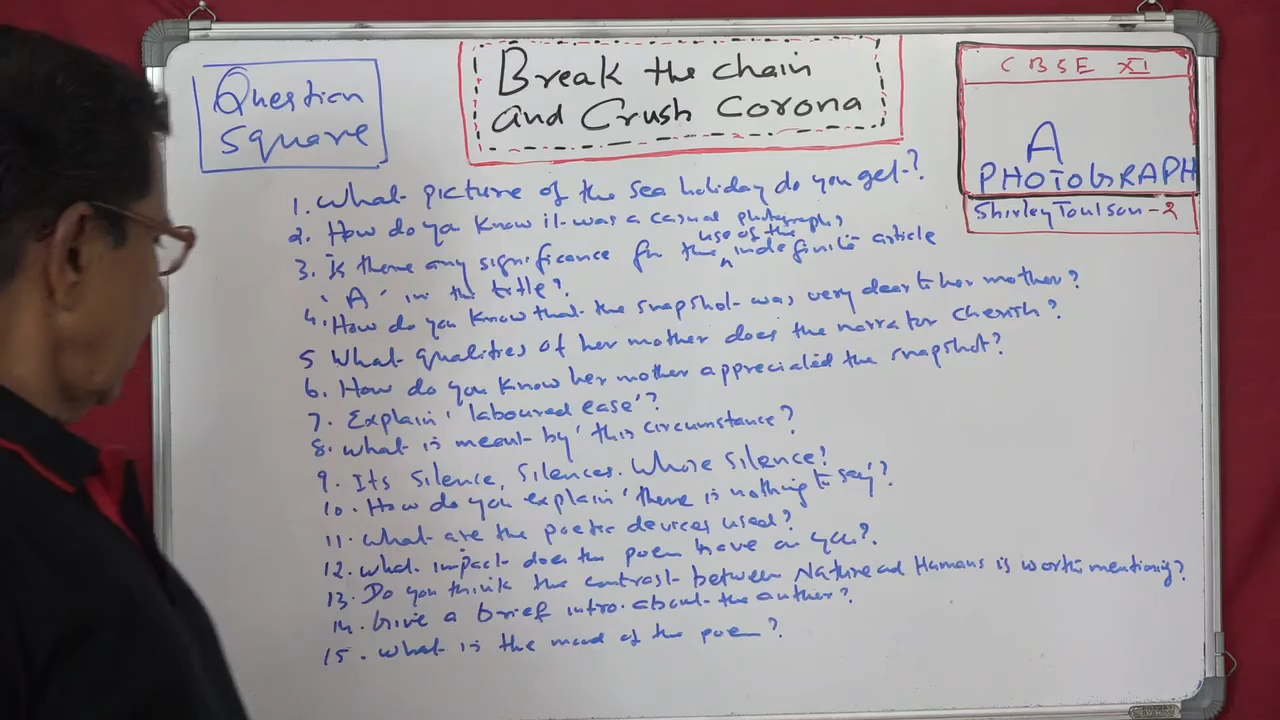 Question
Square
Break the chain
and Crush Corona
CBSE XI
A
PHOTOGRAPH
Shirley Toulson-2
1. What picture of the sea holiday do you get?
2. How do you know it was a casual photograph?
3. Is there any significance for the use of the indefinite article
'A' in the title?
4. How do you know that the snapshot was very dear to her mother?
5 What qualities of her mother does the narrator cherish?
6. How do you know her mother appreciated the snapshot?
7. Explain 'laboured ease'?
8. What is meant by 'this circumstance?
9. Its silence, silences. Whose silence?
10. How do you explain 'there is nothing to say'?
11. What are the poetic devices used?
12. What impact does the poem have on you?
13. Do you think the contrast between Nature and Humans is worth mentioning?
14. Give a brief intro. about the author?
15. What is the mood of the poem?